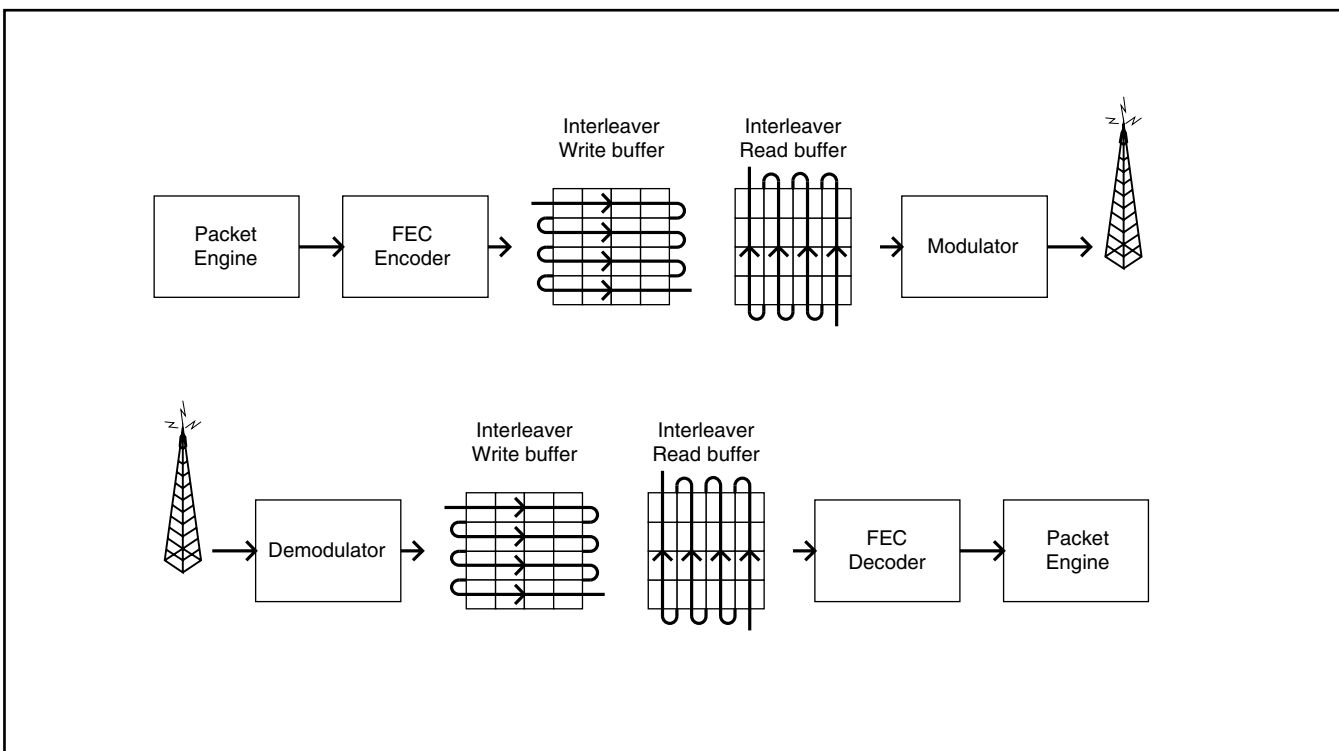 Interleaver
Write buffer
Interleaver
Read buffer
Packet
Engine
FEC
Encoder
Modulator
Interleaver
Write buffer
Interleaver
Read buffer
Demodulator
FEC
Decoder
Packet
Engine